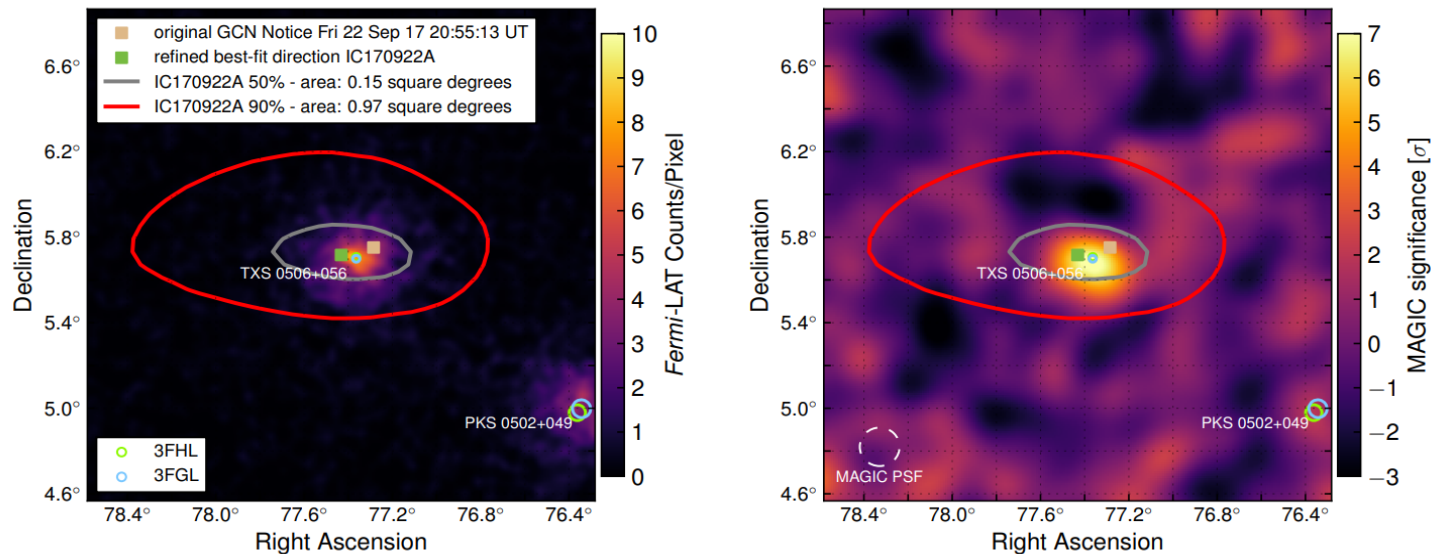 original GCN Notice Fri 22 Sep 17 20:55:13 UT
refined best-fit direction IC170922A
IC170922A 50% - area: 0.15 square degrees
IC170922A 90% - area: 0.97 square degrees
6.6°
6.2°
5.8°
5.4°
5.0°
4.6°
Declination
TXS 0506+056
PKS 0502+049
3FHL
3FGL
78.4°
78.0°
77.6°
77.2°
76.8°
76.4°
Right Ascension
10
9
8
7
6
5
4
3
2
1
0
Fermi-LAT Counts/Pixel
6.6°
6.2°
5.8°
5.4°
5.0°
4.6°
Declination
TXS 0506+056
PKS 0502+049
MAGIC PSF
78.4°
78.0°
77.6°
77.2°
76.8°
76.4°
Right Ascension
7
6
5
4
3
2
1
0
−1
−2
−3
MAGIC significance [σ]